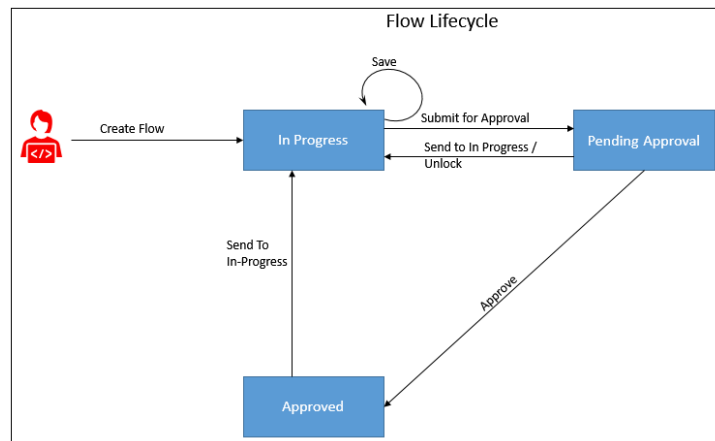 Flow Lifecycle
Save
Create Flow
In Progress
Submit for Approval
Send to In Progress /
Unlock
Pending Approval
</>
Send To
In-Progress
Approve
Approved